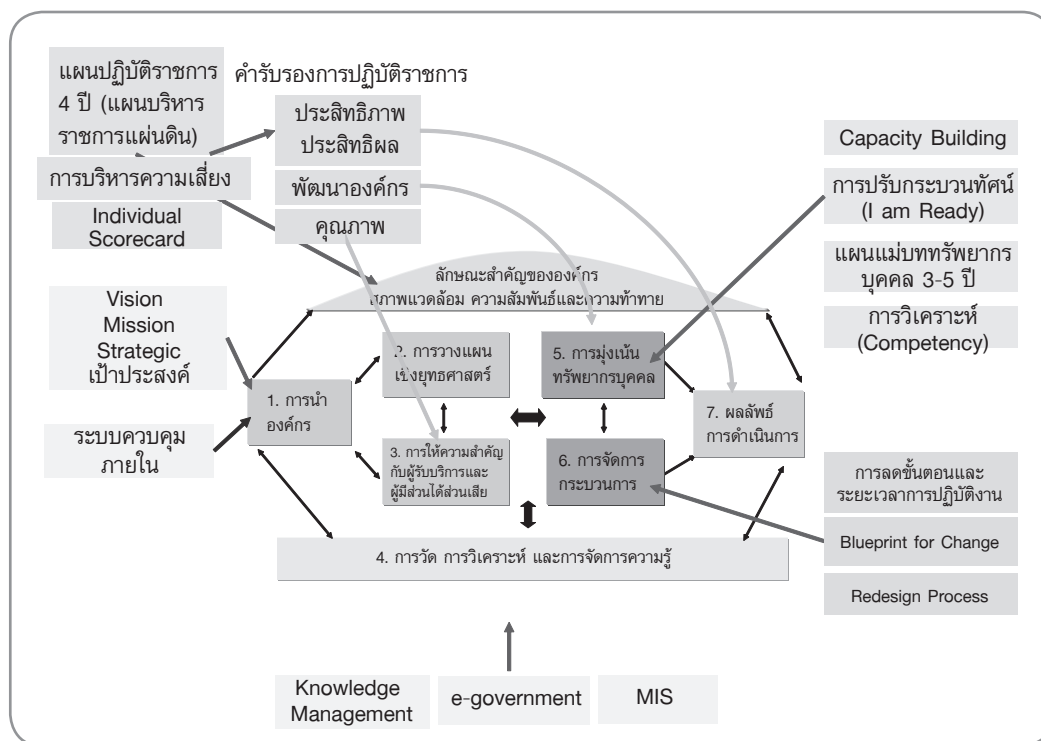 แผนปฏิบัติราชการ
4 ปี (แผนบริหาร
ราชการแผ่นดิน)
คำรับรองการปฏิบัติราชการ
ประสิทธิภาพ
ประสิทธิผล
การบริหารความเสี่ยง
พัฒนาองค์กร
Individual
Scorecard
คุณภาพ
Capacity Building
การปรับกระบวนทัศน์
(I am Ready)
แผนแม่บททรัพยากร
บุคคล 3-5 ปี
การวิเคราะห์
(Competency)
ลักษณะสำคัญขององค์กร
สภาพแวดล้อม ความสัมพันธ์และความท้าทาย
Vision
Mission
Strategic
เป้าประสงค์
ระบบควบคุม
ภายใน
1. การนำ
องค์กร
2. การวางแผน
เชิงยุทธศาสตร์
3. การให้ความสำคัญ
กับผู้รับบริการและ
ผู้มีส่วนได้ส่วนเสีย
5. การมุ่งเน้น
ทรัพยากรบุคคล
6. การจัดการ
กระบวนการ
7. ผลลัพธ์
การดำเนินการ
4. การวัด การวิเคราะห์ และการจัดการความรู้
การลดขั้นตอนและ
ระยะเวลาการปฏิบัติงาน
Blueprint for Change
Redesign Process
Knowledge
Management
e-government
MIS